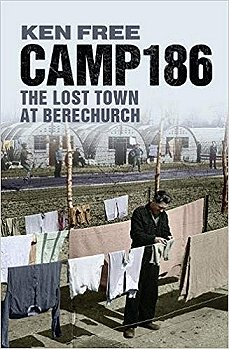 KEN FREE
CAMP186
THE LOST TOWN
AT BERECHURCH